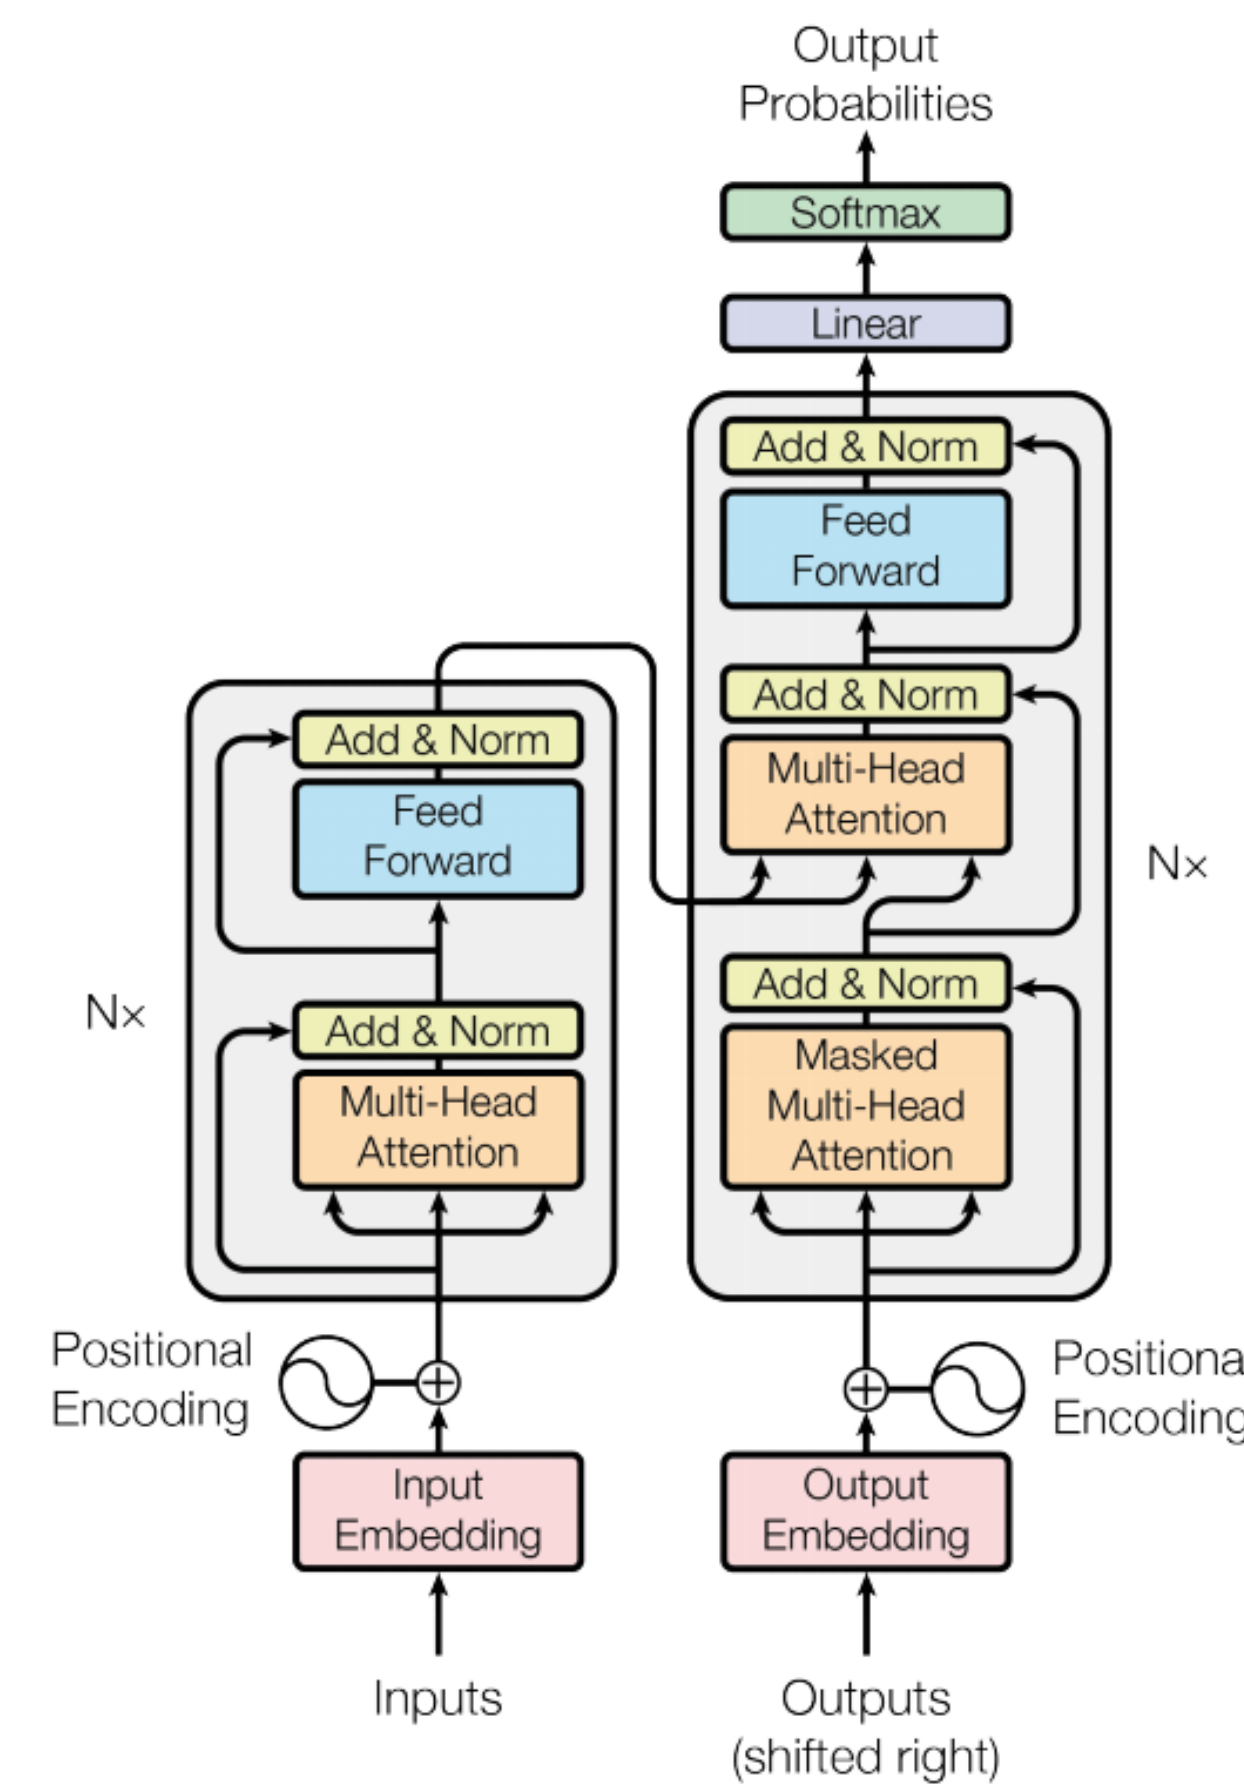 Output
Probabilities
Softmax
Linear
Add & Norm
Feed
Forward
Add & Norm
Multi-Head
Attention
Nx
Add & Norm
Masked
Multi-Head
Attention
Add & Norm
Feed
Forward
Nx
Add & Norm
Multi-Head
Attention
Positional
Encoding
Positiona
Encoding
Input
Embedding
Output
Embedding
Inputs
Outputs
(shifted right)